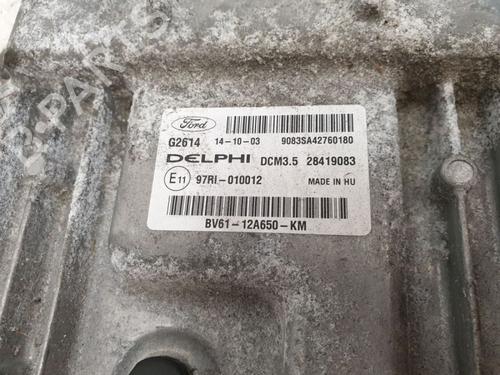 Ford
G2614 14-10-03 9083SA42760180
DELPHI DCM3.5 28419083
E11 97RI-010012 MADE IN HU
BV61-12A650-KM